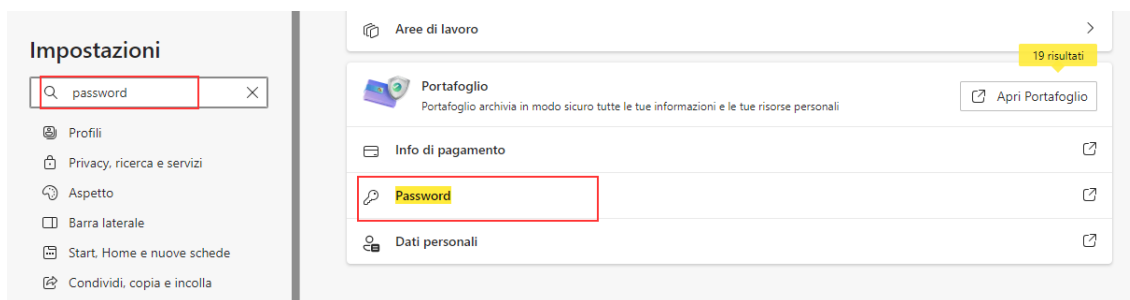 Impostazioni
password
Profili
Privacy, ricerca e servizi
Aspetto
Barra laterale
Start, Home e nuove schede
Condividi, copia e incolla
Aree di lavoro
19 risultati
Portafoglio
Portafoglio archivia in modo sicuro tutte le tue informazioni e le tue risorse personali
Apri Portafoglio
Info di pagamento
Password
Dati personali